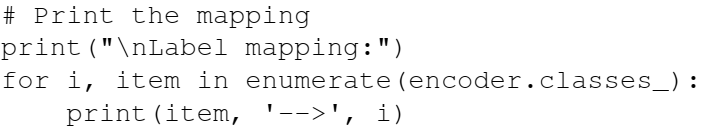 # Print the mapping
print("\nLabel mapping:")
for i, item in enumerate(encoder.classes_):
    print(item, '-->', i)